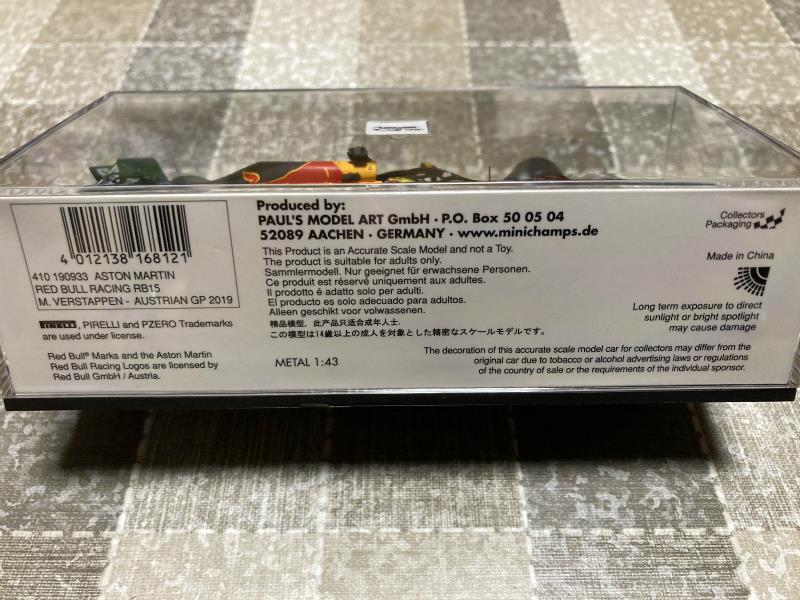 4 012138 168121
410 190933 ASTON MARTIN
RED BULL RACING RB15
M. VERSTAPPEN - AUSTRIAN GP 2019
PIRELLI, PIRELLI and PZERO Trademarks
are used under license.
Red Bull® Marks and the Aston Martin
Red Bull Racing Logos are licensed by
Red Bull GmbH / Austria.
Produced by:
PAUL'S MODEL ART GmbH · P.O. Box 50 05 04
52089 AACHEN · GERMANY · www.minichamps.de
This Product is an Accurate Scale Model and not a Toy.
The product is suitable for adults only.
Sammlermodell. Nur geeignet für erwachsene Personen.
Ce produit est réservé uniquement aux adultes.
Il prodotto é adatto solo per adulti.
El producto es solo adecuado para adultos.
Alleen geschikt voor volwassenen.
精品模型，此产品只适合成年人士.
この模型は14歳以上の成人を対象とした精密なスケールモデルです。
METAL 1:43
Collectors
Packaging
Made in China
Long term exposure to direct
sunlight or bright spotlight
may cause damage
The decoration of this accurate scale model car for collectors may differ from the
original car due to tobacco or alcohol advertising laws or regulations
of the country of sale or the requirements of the individual sponsor.